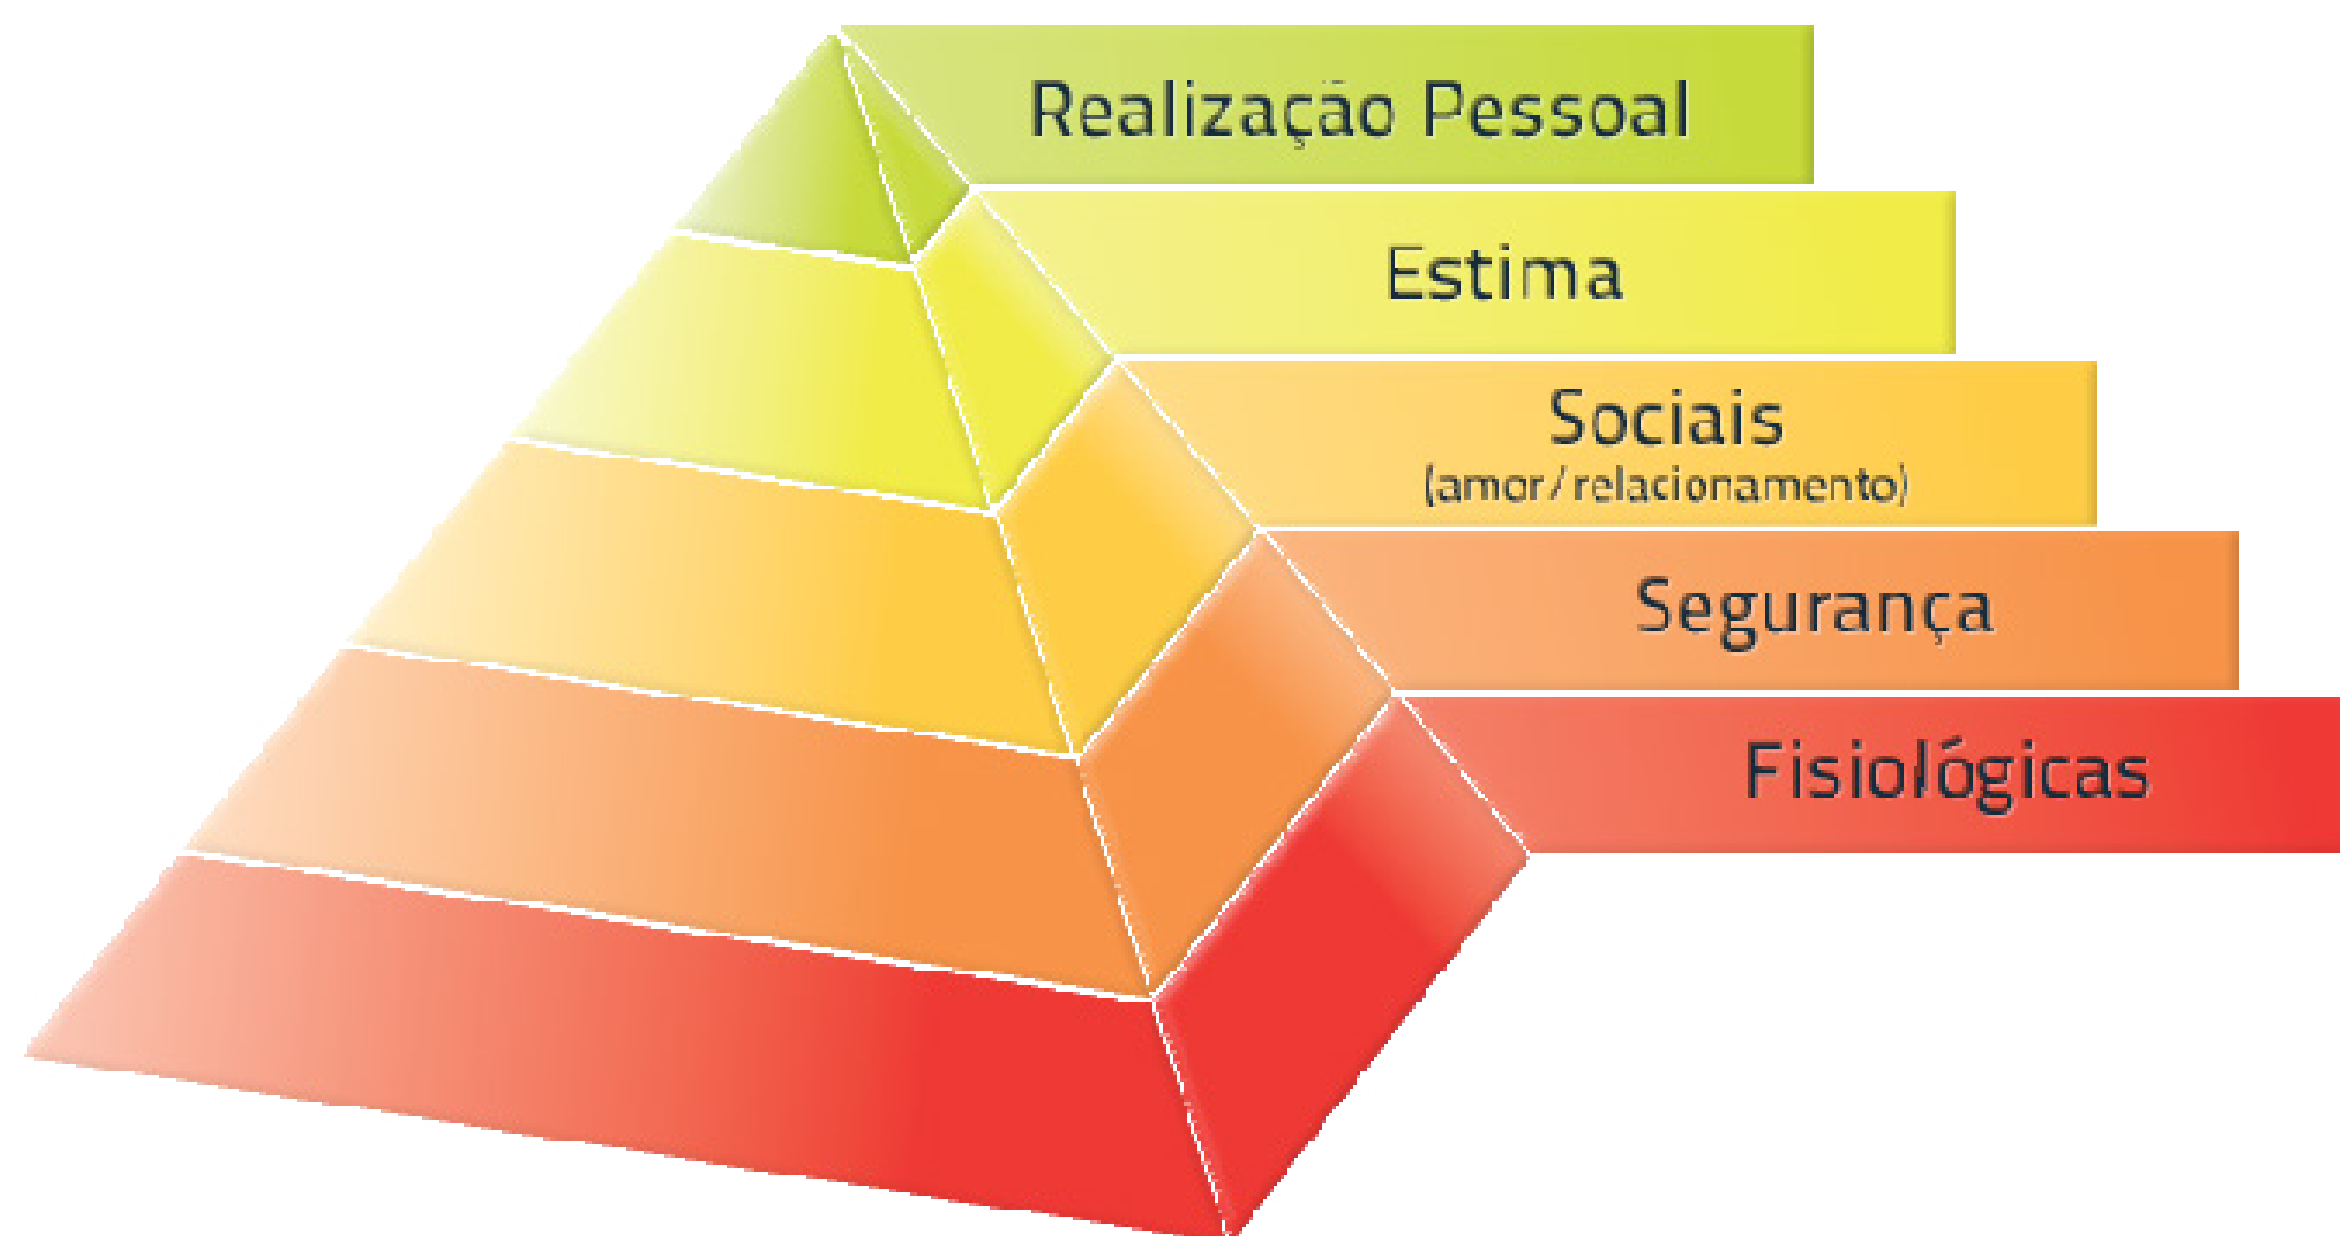 Realização Pessoal
Estima
Sociais
(amor/relacionamento)
Segurança
Fisiológicas